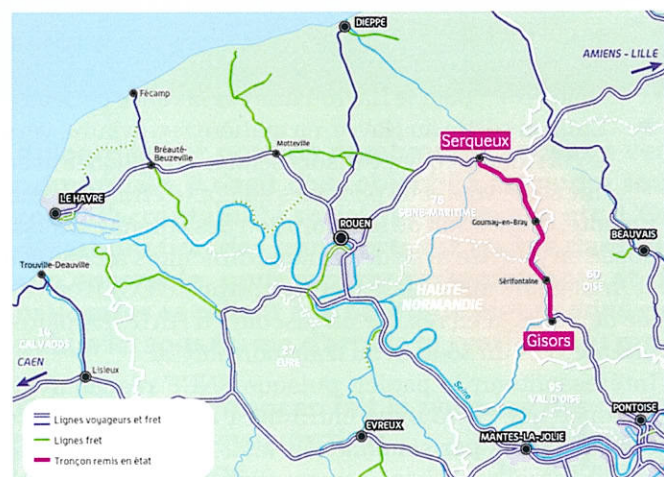 DIEPPE
AMIENS - LILLE
Fécamp
Serqueux
Motteville
Bréauté-
Beuzeville
LE HAVRE
76
SEINE-MARITIME
Gournay-en-Bray
ROUEN
BEAUVAIS
Trouville-Deauville
Sérifontaine
60
OISE
HAUTE-
NORMANDIE
14
CALVADOS
Gisors
27
EURE
CAEN
Lisieux
Seine
95
VAL D'OISE
PONTOISE
EVREUX
MANTES-LA-JOLIE
Lignes voyageurs et fret
Lignes fret
Tronçon remis en état